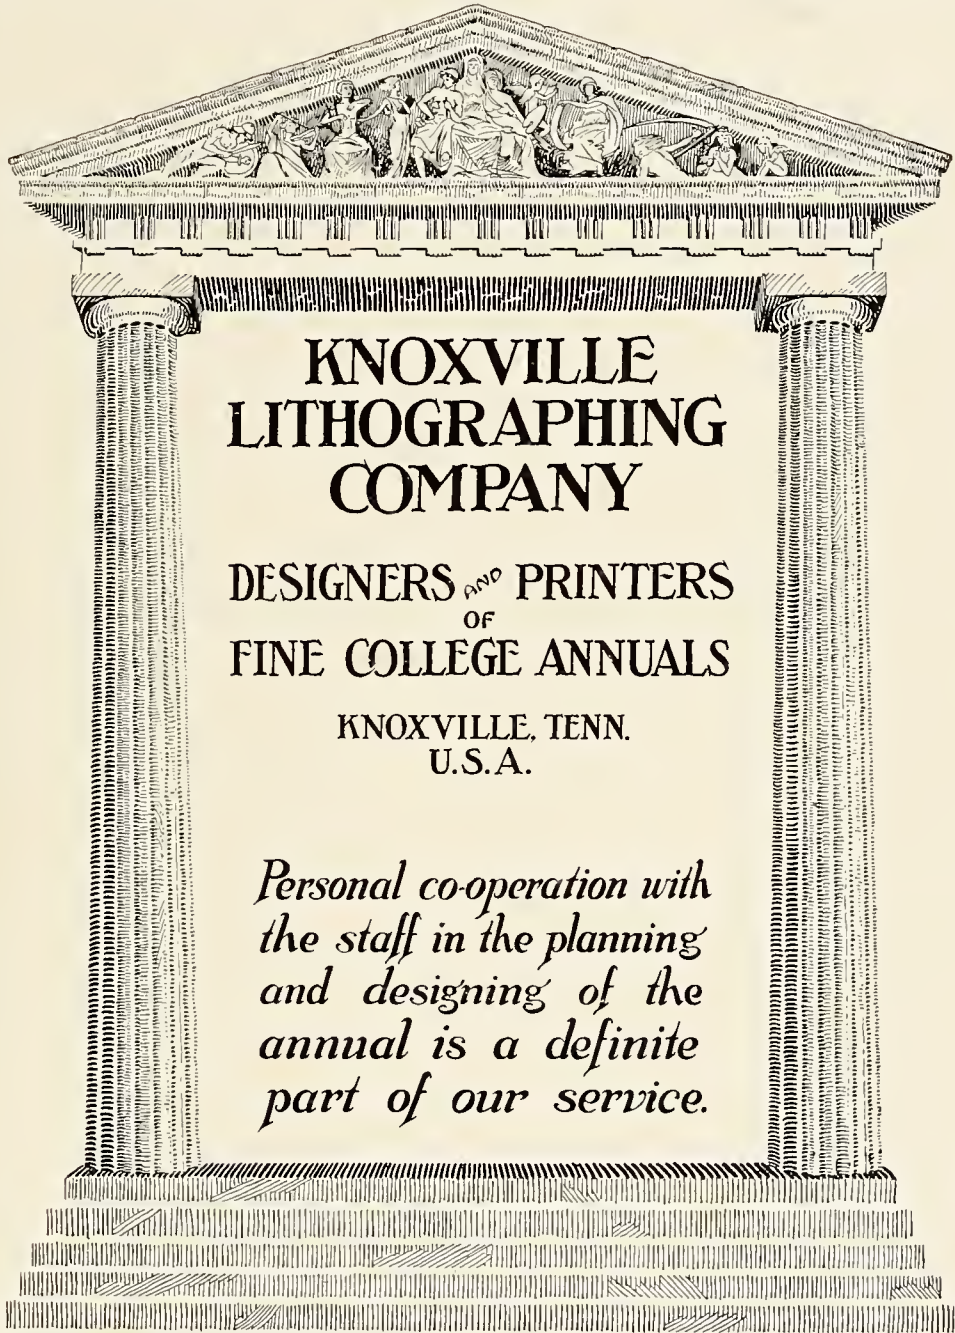 KNOXVILLE
LITHOGRAPHING
COMPANY
DESIGNERS AND PRINTERS
OF
FINE COLLEGE ANNUALS
KNOXVILLE, TENN.
U.S.A.
Personal co-operation with
the staff in the planning
and designing of the
annual is a definite
part of our service.